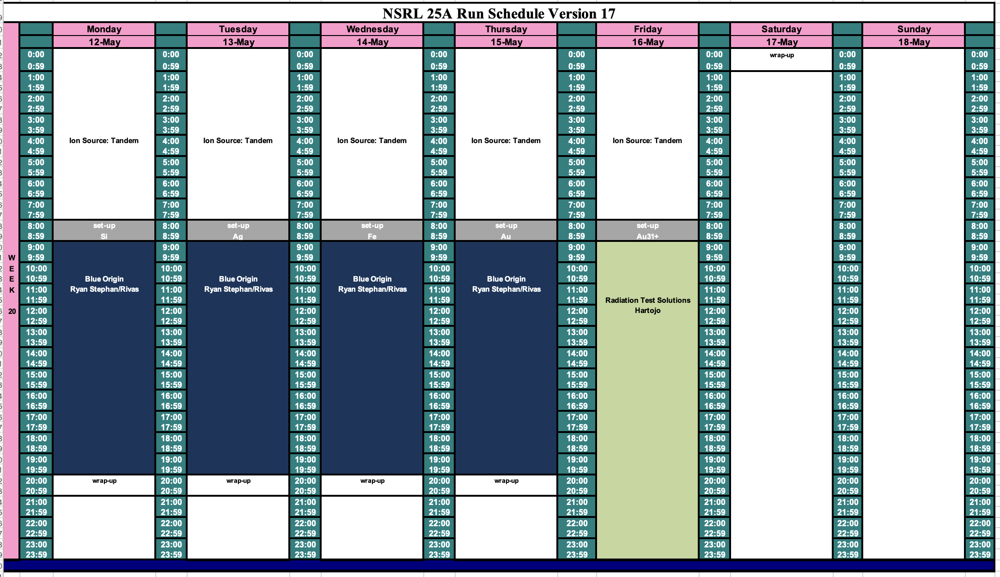 NSRL 25A Run Schedule Version 17
Monday Tuesday Wednesday Thursday Friday Saturday Sunday
12-May 13-May 14-May 15-May 16-May 17-May 18-May
0:00 0:00 0:00 0:00 0:00 0:00 wrap-up 0:00 0:00
0:59 0:59 0:59 0:59 0:59 0:59 0:59 0:59
1:00 1:00 1:00 1:00 1:00 1:00 1:00 1:00
1:59 1:59 1:59 1:59 1:59 1:59 1:59 1:59
2:00 2:00 2:00 2:00 2:00 2:00 2:00 2:00
2:59 2:59 2:59 2:59 2:59 2:59 2:59 2:59
3:00 3:00 3:00 3:00 3:00 3:00 3:00 3:00
3:59 3:59 3:59 3:59 3:59 3:59 3:59 3:59
4:00 Ion Source: Tandem 4:00 Ion Source: Tandem 4:00 Ion Source: Tandem 4:00 Ion Source: Tandem 4:00 Ion Source: Tandem 4:00 4:00 4:00
4:59 4:59 4:59 4:59 4:59 4:59 4:59 4:59
5:00 5:00 5:00 5:00 5:00 5:00 5:00 5:00
5:59 5:59 5:59 5:59 5:59 5:59 5:59 5:59
6:00 6:00 6:00 6:00 6:00 6:00 6:00 6:00
6:59 6:59 6:59 6:59 6:59 6:59 6:59 6:59
7:00 7:00 7:00 7:00 7:00 7:00 7:00 7:00
7:59 7:59 7:59 7:59 7:59 7:59 7:59 7:59
8:00 set-up 8:00 set-up 8:00 set-up 8:00 set-up 8:00 set-up 8:00 8:00 8:00
8:59 Si 8:59 Ag 8:59 Fe 8:59 Au 8:59 Au31+ 8:59 8:59 8:59
9:00 9:00 9:00 9:00 9:00 9:00 9:00 9:00
W 9:59 9:59 9:59 9:59 9:59 9:59 9:59 9:59
E 10:00 10:00 10:00 10:00 10:00 10:00 10:00 10:00
E 10:59 Blue Origin 10:59 Blue Origin 10:59 Blue Origin 10:59 Blue Origin 10:59 10:59 10:59 10:59
K 11:00 Ryan Stephan/Rivas 11:00 Ryan Stephan/Rivas 11:00 Ryan Stephan/Rivas 11:00 Ryan Stephan/Rivas 11:00 11:00 11:00 11:00
11:59 11:59 11:59 11:59 11:59 Radiation Test Solutions 11:59 11:59 11:59
20 12:00 12:00 12:00 12:00 12:00 Hartojo 12:00 12:00 12:00
12:59 12:59 12:59 12:59 12:59 12:59 12:59 12:59
13:00 13:00 13:00 13:00 13:00 13:00 13:00 13:00
13:59 13:59 13:59 13:59 13:59 13:59 13:59 13:59
14:00 14:00 14:00 14:00 14:00 14:00 14:00 14:00
14:59 14:59 14:59 14:59 14:59 14:59 14:59 14:59
15:00 15:00 15:00 15:00 15:00 15:00 15:00 15:00
15:59 15:59 15:59 15:59 15:59 15:59 15:59 15:59
16:00 16:00 16:00 16:00 16:00 16:00 16:00 16:00
16:59 16:59 16:59 16:59 16:59 16:59 16:59 16:59
17:00 17:00 17:00 17:00 17:00 17:00 17:00 17:00
17:59 17:59 17:59 17:59 17:59 17:59 17:59 17:59
18:00 18:00 18:00 18:00 18:00 18:00 18:00 18:00
18:59 18:59 18:59 18:59 18:59 18:59 18:59 18:59
19:00 19:00 19:00 19:00 19:00 19:00 19:00 19:00
19:59 19:59 19:59 19:59 19:59 19:59 19:59 19:59
20:00 wrap-up 20:00 wrap-up 20:00 wrap-up 20:00 wrap-up 20:00 20:00 20:00 20:00
20:59 20:59 20:59 20:59 20:59 20:59 20:59 20:59
21:00 21:00 21:00 21:00 21:00 21:00 21:00 21:00
21:59 21:59 21:59 21:59 21:59 21:59 21:59 21:59
22:00 22:00 22:00 22:00 22:00 22:00 22:00 22:00
22:59 22:59 22:59 22:59 22:59 22:59 22:59 22:59
23:00 23:00 23:00 23:00 23:00 23:00 23:00 23:00
23:59 23:59 23:59 23:59 23:59 23:59 23:59 23:59